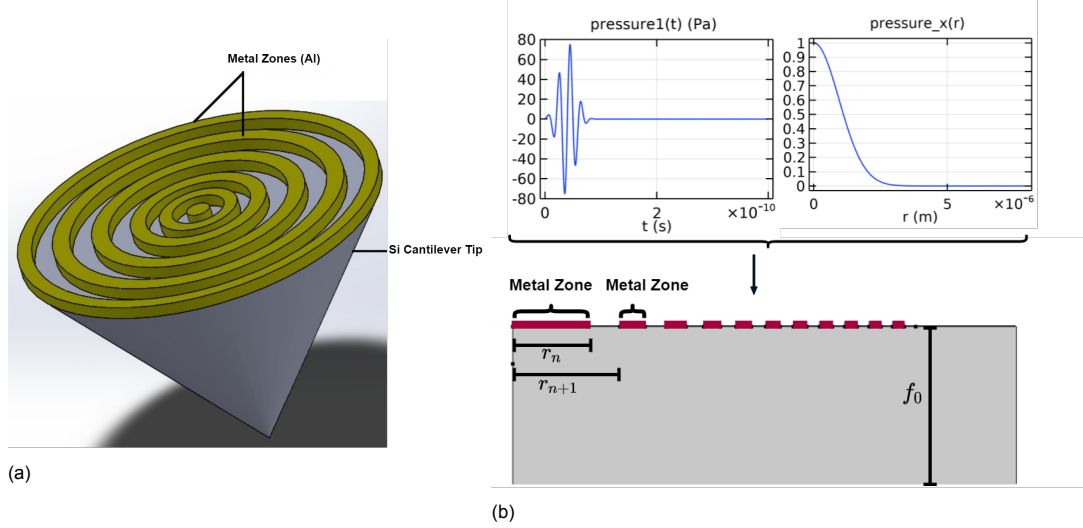 Metal Zones (Al)
Si Cantilever Tip
(a)
pressure1(t) (Pa)
80
60
40
20
0
-20
-40
-60
-80
0
2
×10⁻¹⁰
t (s)
pressure_x(r)
1
0.9
0.8
0.7
0.6
0.5
0.4
0.3
0.2
0.1
0
0
5
×10⁻⁶
r (m)
Metal Zone Metal Zone
rₙ
rₙ₊₁
f₀
(b)